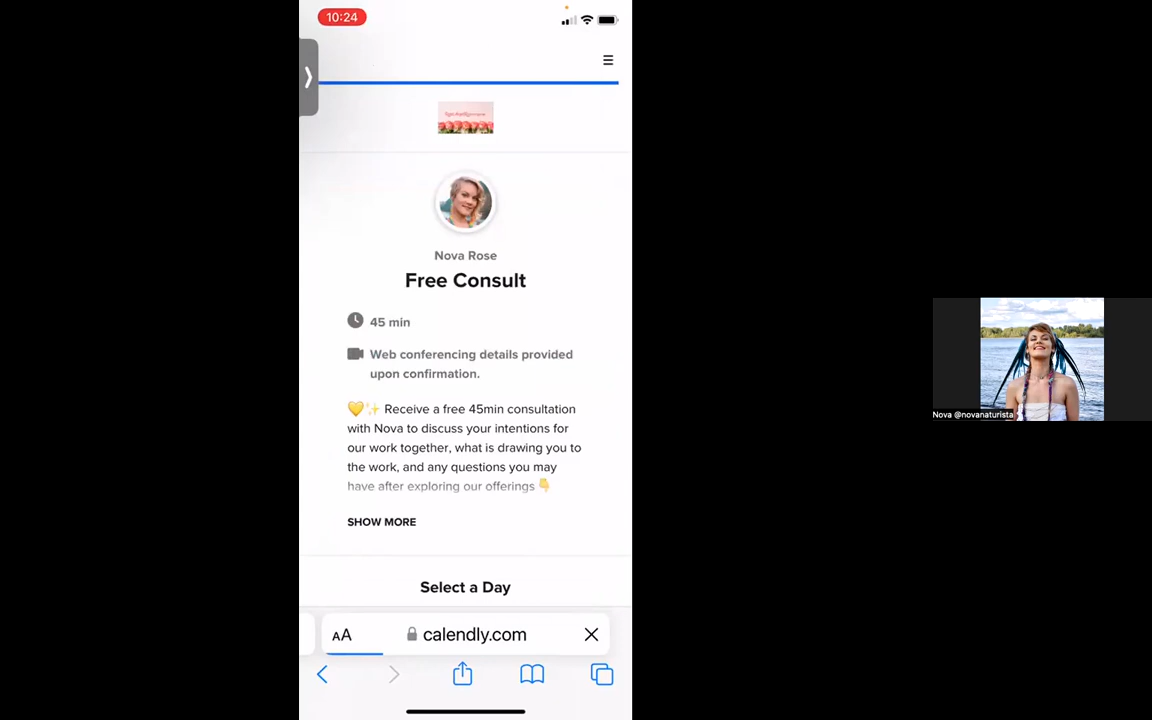 10:24
Nova Rose
Free Consult
45 min
Web conferencing details provided
upon confirmation.
💛✨ Receive a free 45min consultation
with Nova to discuss your intentions for
our work together, what is drawing you to
the work, and any questions you may
have after exploring our offerings 👇
SHOW MORE
Select a Day
AA calendly.com
Nova @novanaturista